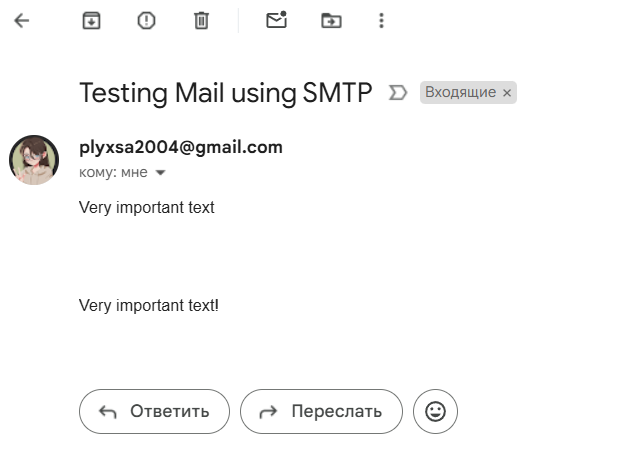 Testing Mail using SMTP Входящие ×
plyxsa2004@gmail.com
кому: мне
Very important text
Very important text!
Ответить Переслать